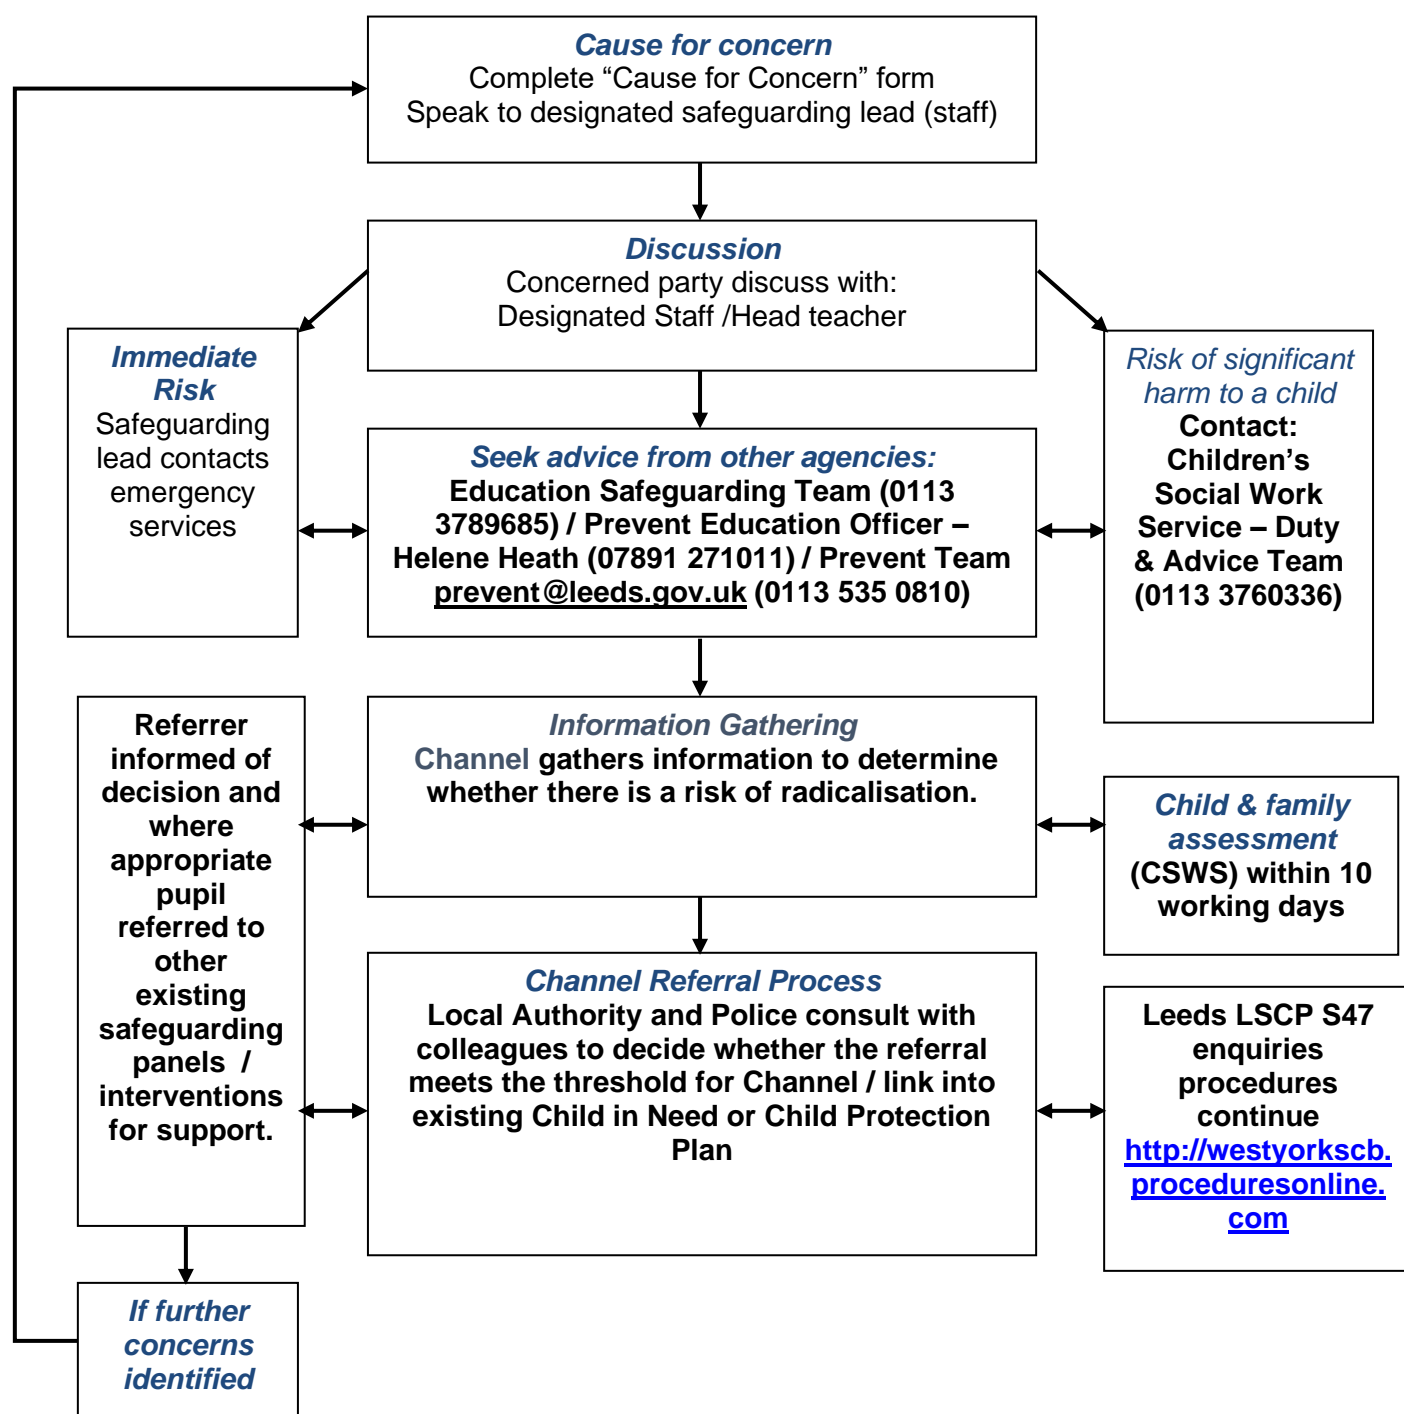 Cause for concern
Complete “Cause for Concern” form
Speak to designated safeguarding lead (staff)
Discussion
Concerned party discuss with:
Designated Staff /Head teacher
Immediate
Risk
Safeguarding
lead contacts
emergency
services
Seek advice from other agencies:
Education Safeguarding Team (0113
3789685) / Prevent Education Officer –
Helene Heath (07891 271011) / Prevent Team
prevent@leeds.gov.uk (0113 535 0810)
Risk of significant
harm to a child
Contact:
Children’s
Social Work
Service – Duty
& Advice Team
(0113 3760336)
Referrer
informed of
decision and
where
appropriate
pupil
referred to
other
existing
safeguarding
panels /
interventions
for support.
Information Gathering
Channel gathers information to determine
whether there is a risk of radicalisation.
Child & family
assessment
(CSWS) within 10
working days
Channel Referral Process
Local Authority and Police consult with
colleagues to decide whether the referral
meets the threshold for Channel / link into
existing Child in Need or Child Protection
Plan
Leeds LSCP S47
enquiries
procedures
continue
http://westyorkscb.
proceduresonline.
com
If further
concerns
identified